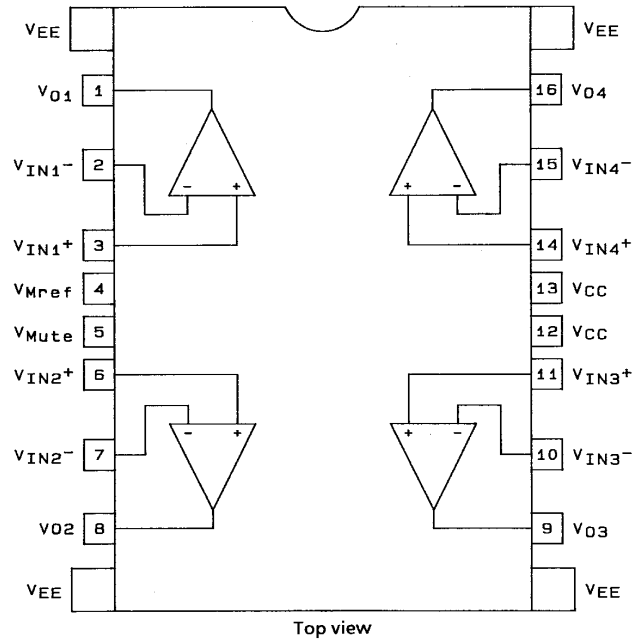 VEE VEE
VO1 1 16 VO4
VIN1- 2 15 VIN4-
- + + -
VIN1+ 3 14 VIN4+
VMref 4 13 VCC
VMute 5 12 VCC
VIN2+ 6 11 VIN3+
- + + -
VIN2- 7 10 VIN3-
VO2 8 9 VO3
VEE VEE
Top view